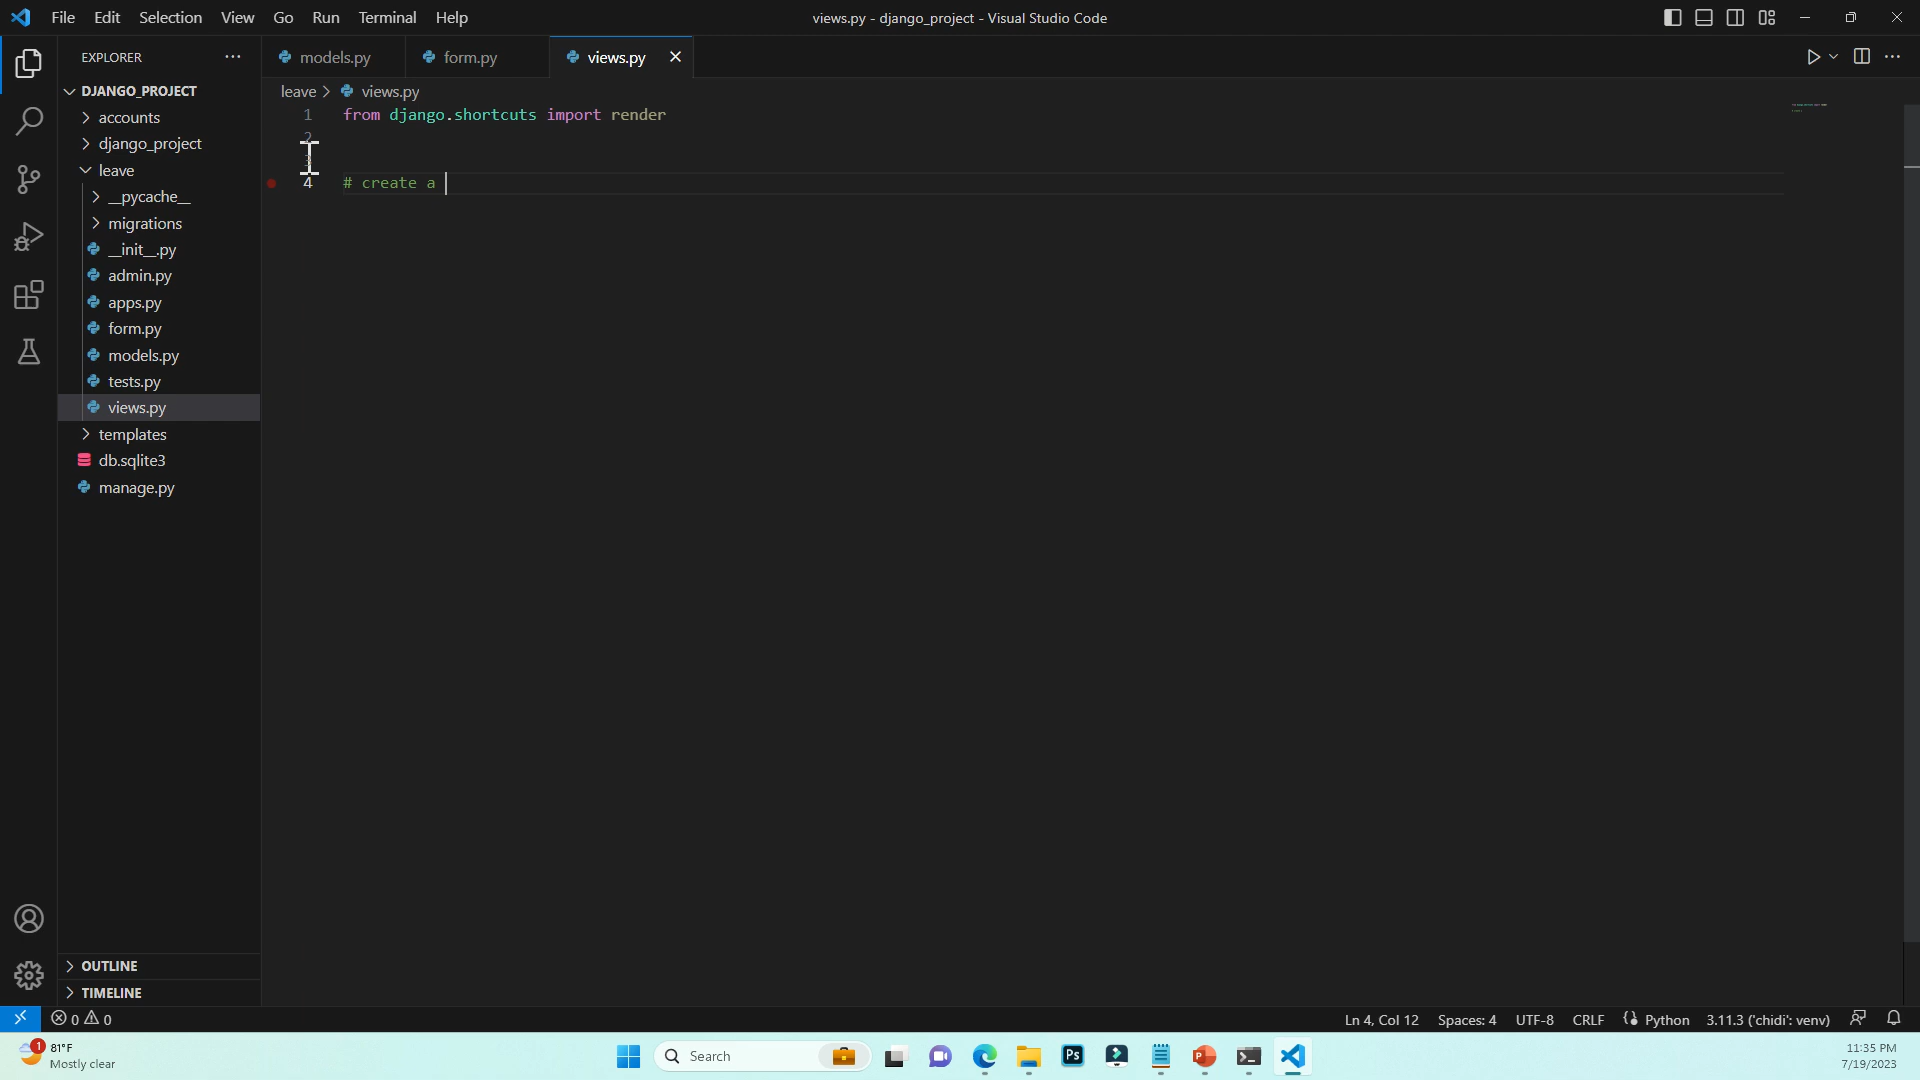 File Edit Selection View Go Run Terminal Help
views.py - django_project - Visual Studio Code
EXPLORER
models.py
form.py
views.py
DJANGO_PROJECT
accounts
django_project
leave
__pycache__
migrations
__init__.py
admin.py
apps.py
form.py
models.py
tests.py
views.py
templates
db.sqlite3
manage.py
OUTLINE
TIMELINE
leave > views.py
1 from django.shortcuts import render
2
3
4 # create a
0 0
Ln 4, Col 12 Spaces: 4 UTF-8 CRLF Python 3.11.3 ('chidi': venv)
1
81°F
Mostly clear
Search
Ps
P
11:35 PM
7/19/2023